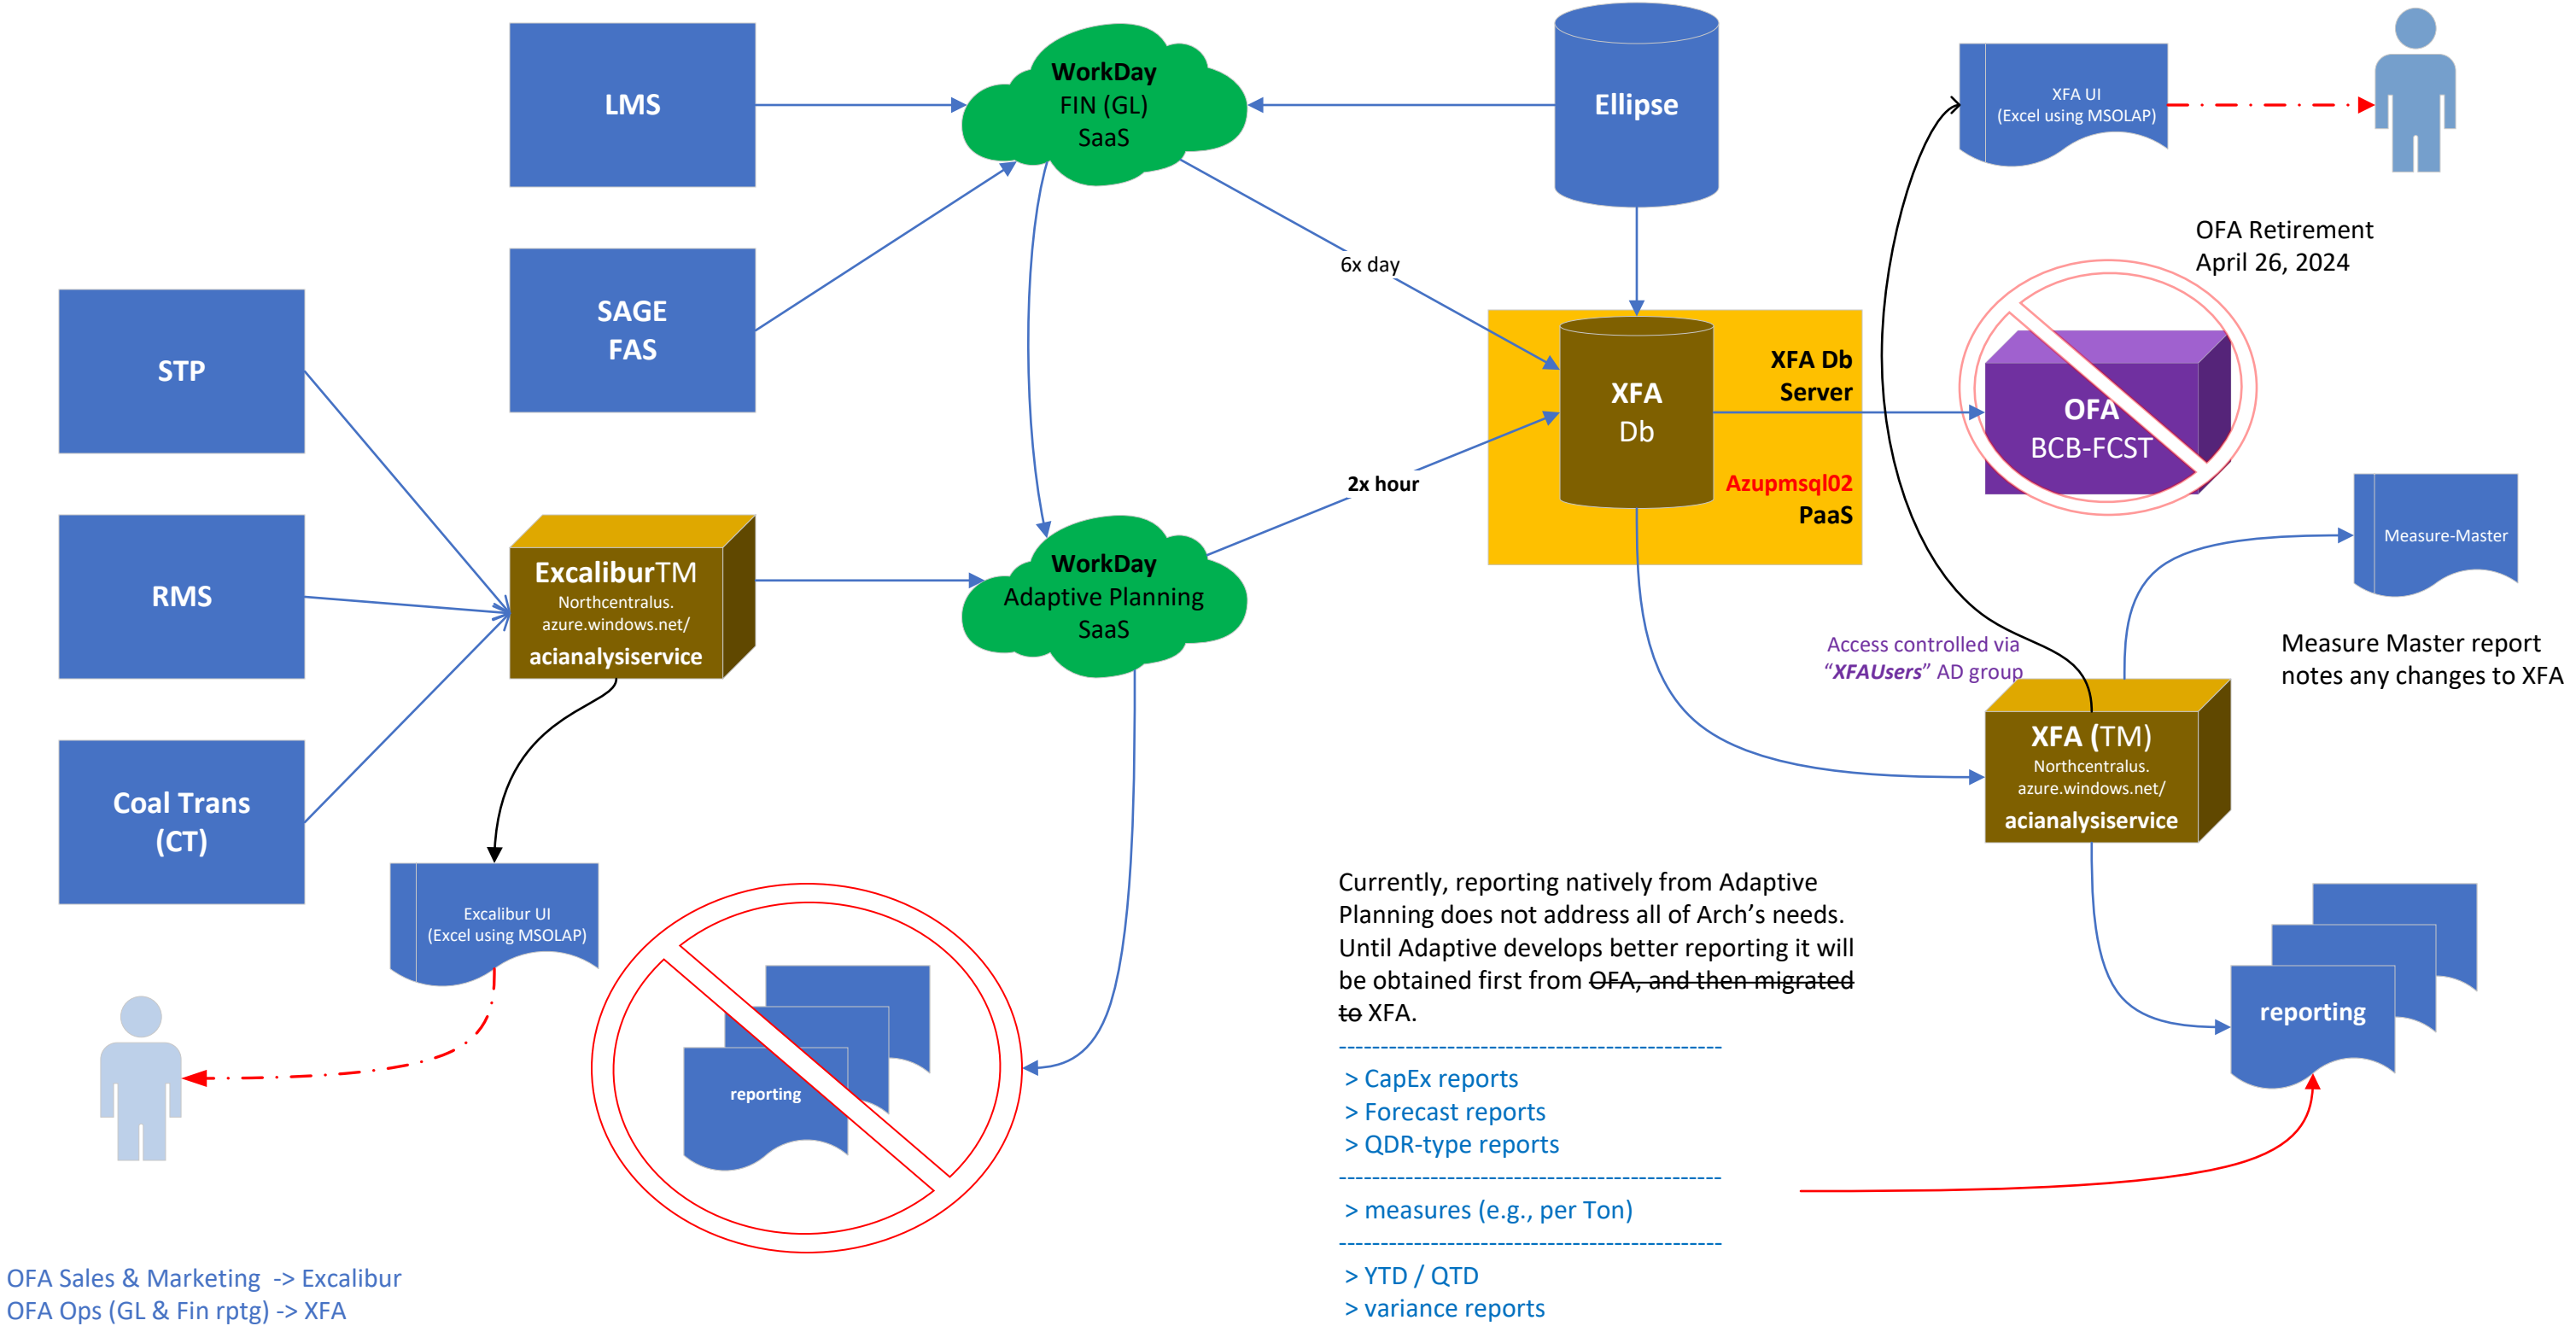 LMS
WorkDay
FIN (GL)
SaaS
Ellipse
XFA UI
(Excel using MSOLAP)
OFA Retirement
April 26, 2024
SAGE
FAS
6x day
STP
XFA Db
Server
XFA
Db
OFA
BCB-FCST
2x hour
Azupmsql02
PaaS
Measure-Master
ExcaliburTM
Northcentralus.
azure.windows.net/
acianalysiservice
RMS
WorkDay
Adaptive Planning
SaaS
Access controlled via
“XFAUsers” AD group
Measure Master report
notes any changes to XFA
XFA (TM)
Northcentralus.
azure.windows.net/
acianalysiservice
Coal Trans
(CT)
Excalibur UI
(Excel using MSOLAP)
Currently, reporting natively from Adaptive
Planning does not address all of Arch’s needs.
Until Adaptive develops better reporting it will
be obtained first from OFA, and then migrated
to XFA.
----------------------------------------------
> CapEx reports
> Forecast reports
> QDR-type reports
----------------------------------------------
> measures (e.g., per Ton)
----------------------------------------------
> YTD / QTD
> variance reports
reporting
reporting
OFA Sales & Marketing -> Excalibur
OFA Ops (GL & Fin rptg) -> XFA